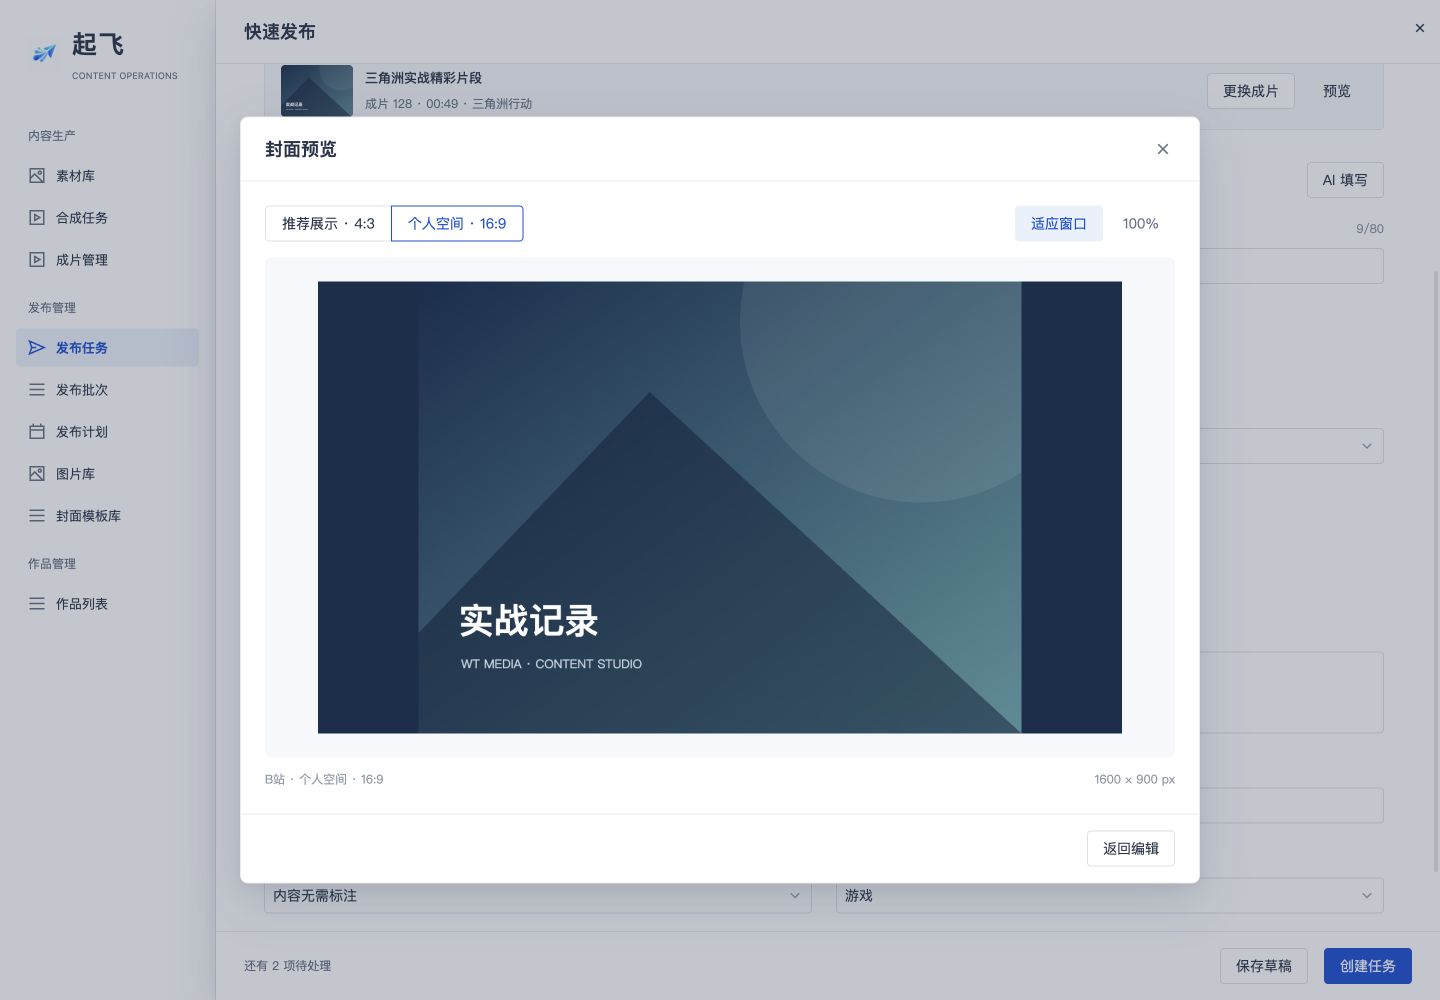 起飞
CONTENT OPERATIONS
内容生产
素材库
合成任务
成片管理
发布管理
发布任务
发布批次
发布计划
图片库
封面模板库
作品管理
作品列表
快速发布
三角洲实战精彩片段
成片 128 · 00:49 · 三角洲行动
更换成片
预览
AI 填写
9/80
封面预览
推荐展示 · 4:3
个人空间 · 16:9
适应窗口
100%
实战记录
WT MEDIA · CONTENT STUDIO
B站 · 个人空间 · 16:9
1600 × 900 px
返回编辑
内容无需标注
游戏
还有 2 项待处理
保存草稿
创建任务